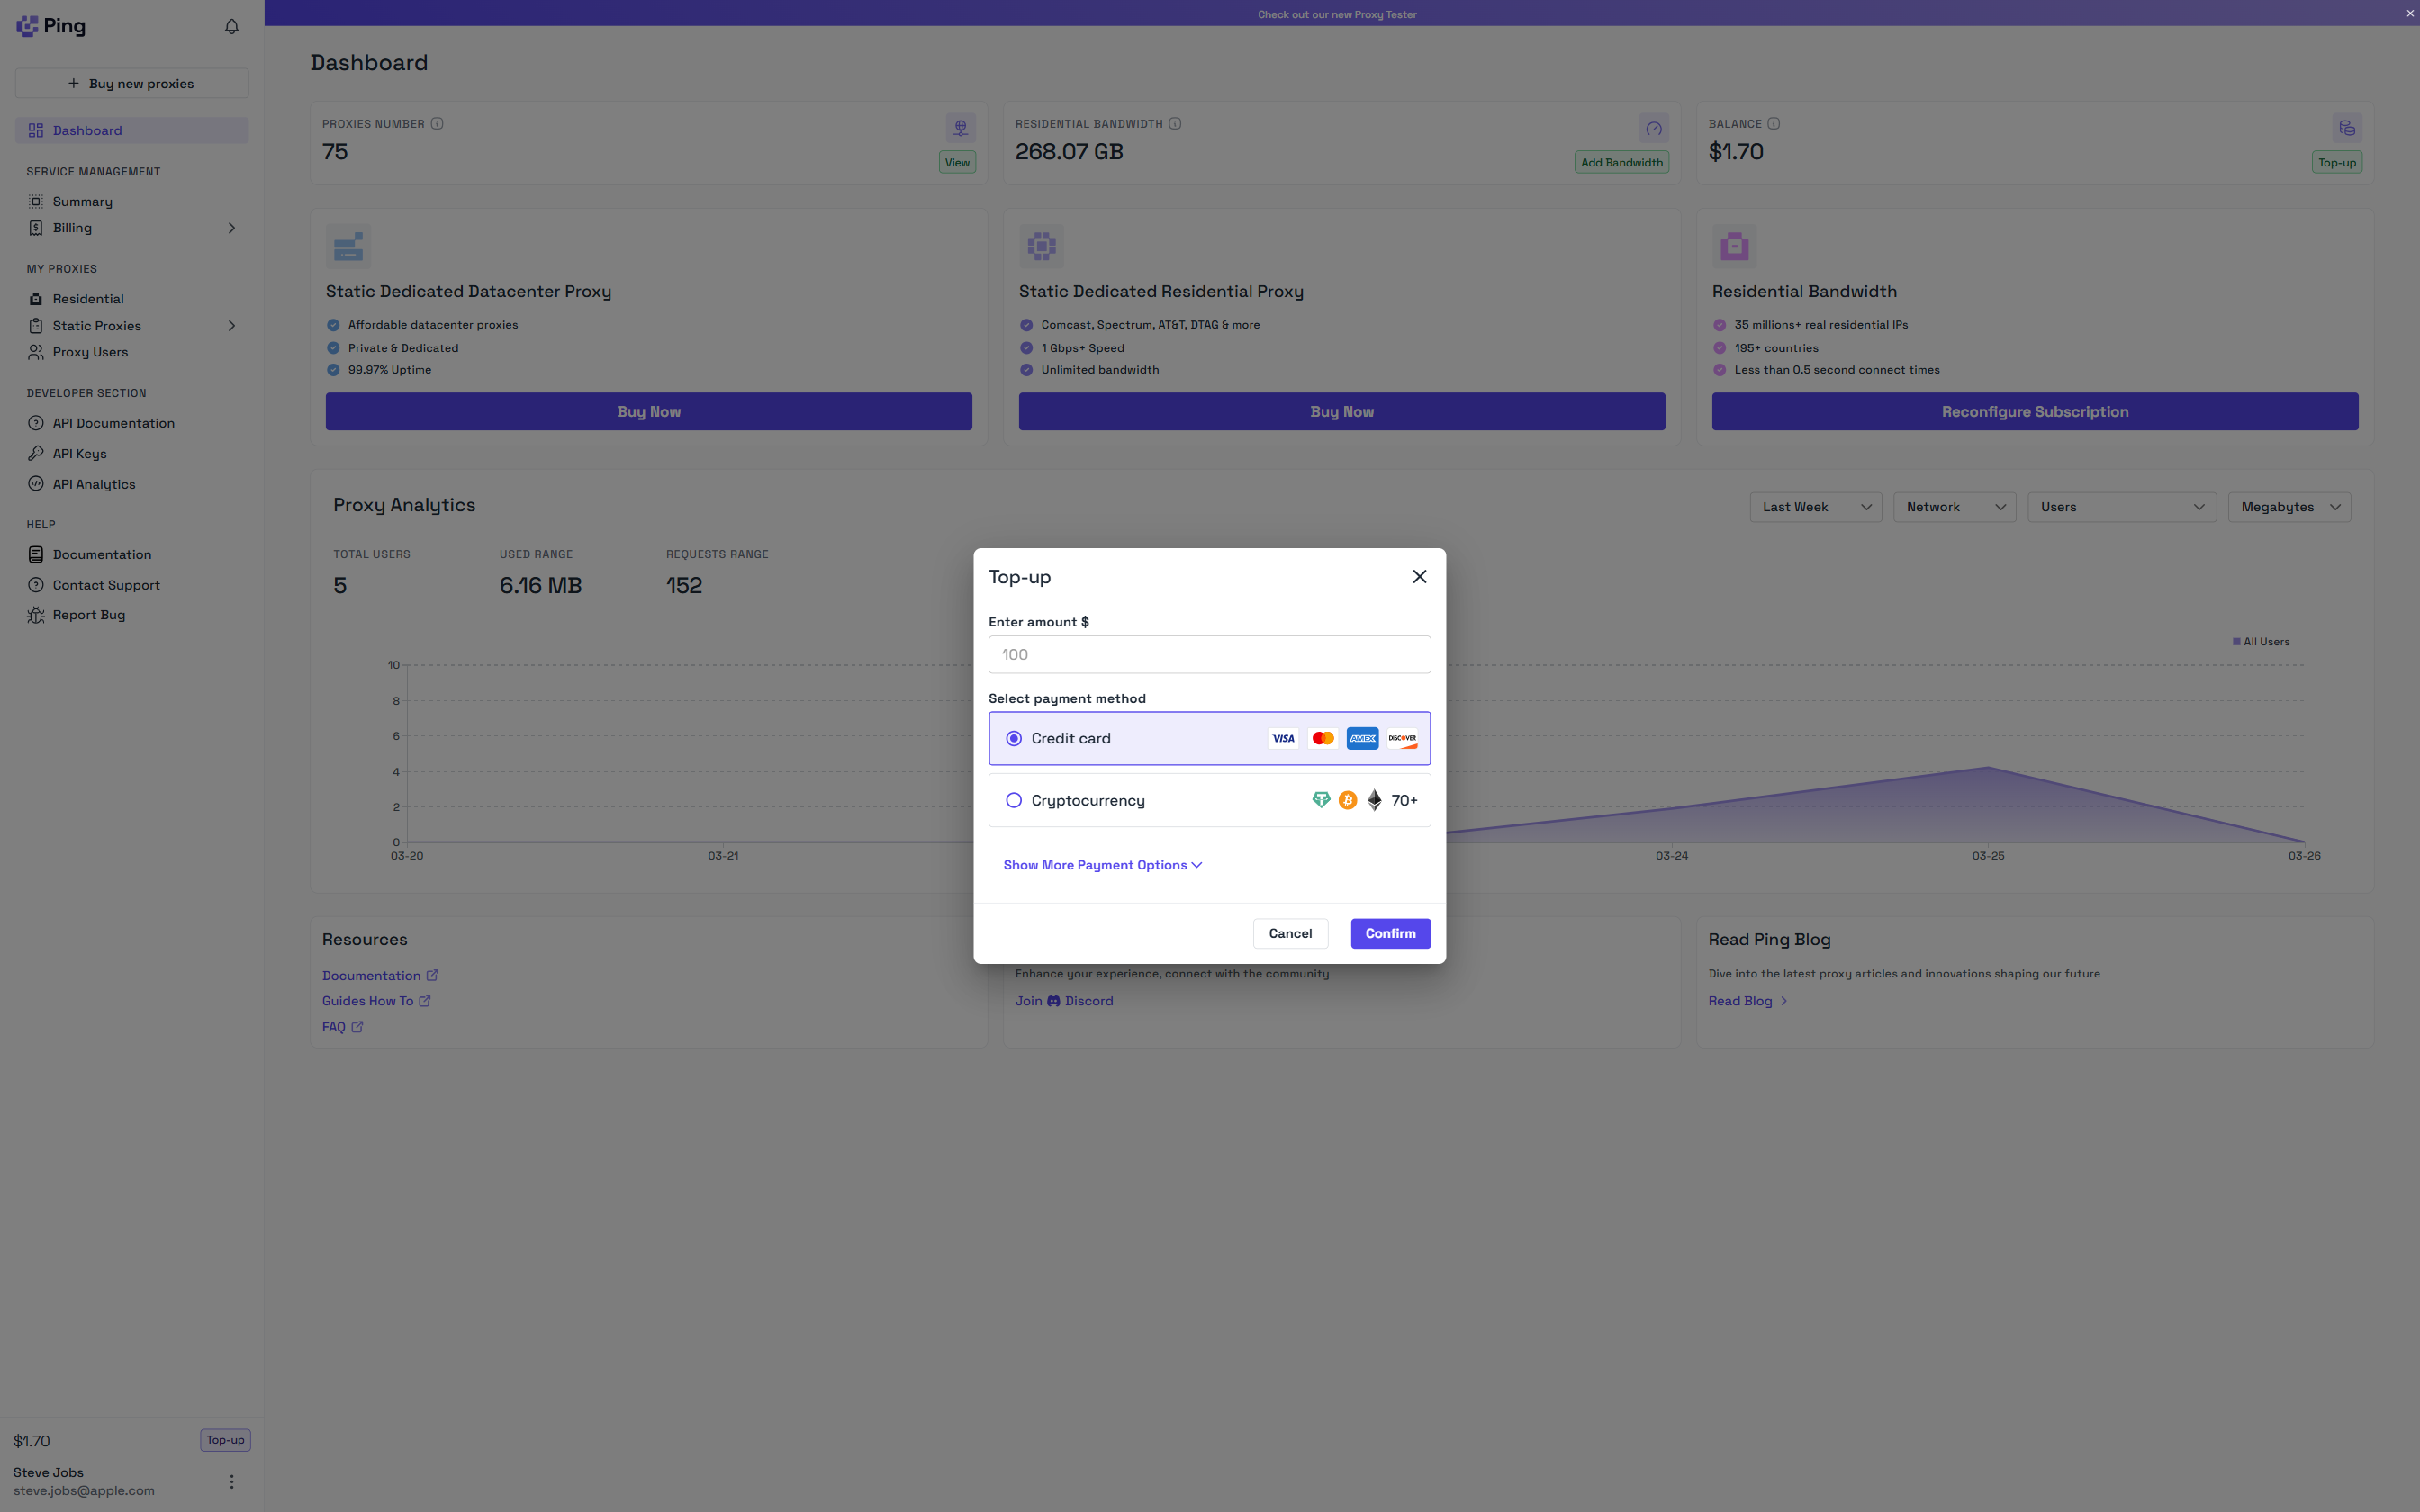 Ping
Check out our new Proxy Tester
Buy new proxies
Dashboard
SERVICE MANAGEMENT
Summary
Billing
MY PROXIES
Residential
Static Proxies
Proxy Users
DEVELOPER SECTION
API Documentation
API Keys
API Analytics
HELP
Documentation
Contact Support
Report Bug
$1.70 Top-up
Steve Jobs
steve.jobs@apple.com
Dashboard
PROXIES NUMBER
75
View
RESIDENTIAL BANDWIDTH
268.07 GB
Add Bandwidth
BALANCE
$1.70
Top-up
Static Dedicated Datacenter Proxy
Affordable datacenter proxies
Private & Dedicated
99.97% Uptime
Buy Now
Static Dedicated Residential Proxy
Comcast, Spectrum, AT&T, DTAG & more
1 Gbps+ Speed
Unlimited bandwidth
Buy Now
Residential Bandwidth
35 millions+ real residential IPs
195+ countries
Less than 0.5 second connect times
Reconfigure Subscription
Proxy Analytics
Last Week Network Users Megabytes
TOTAL USERS USED RANGE REQUESTS RANGE
5 6.16 MB 152
All Users
10
8
6
4
2
0
03-20 03-21 03-24 03-25 03-26
Top-up
Enter amount $
100
Select payment method
Credit card VISA AMEX DISCOVER
Cryptocurrency 70+
Show More Payment Options
Cancel Confirm
Resources
Documentation
Guides How To
FAQ
Enhance your experience, connect with the community
Join Discord
Read Ping Blog
Dive into the latest proxy articles and innovations shaping our future
Read Blog